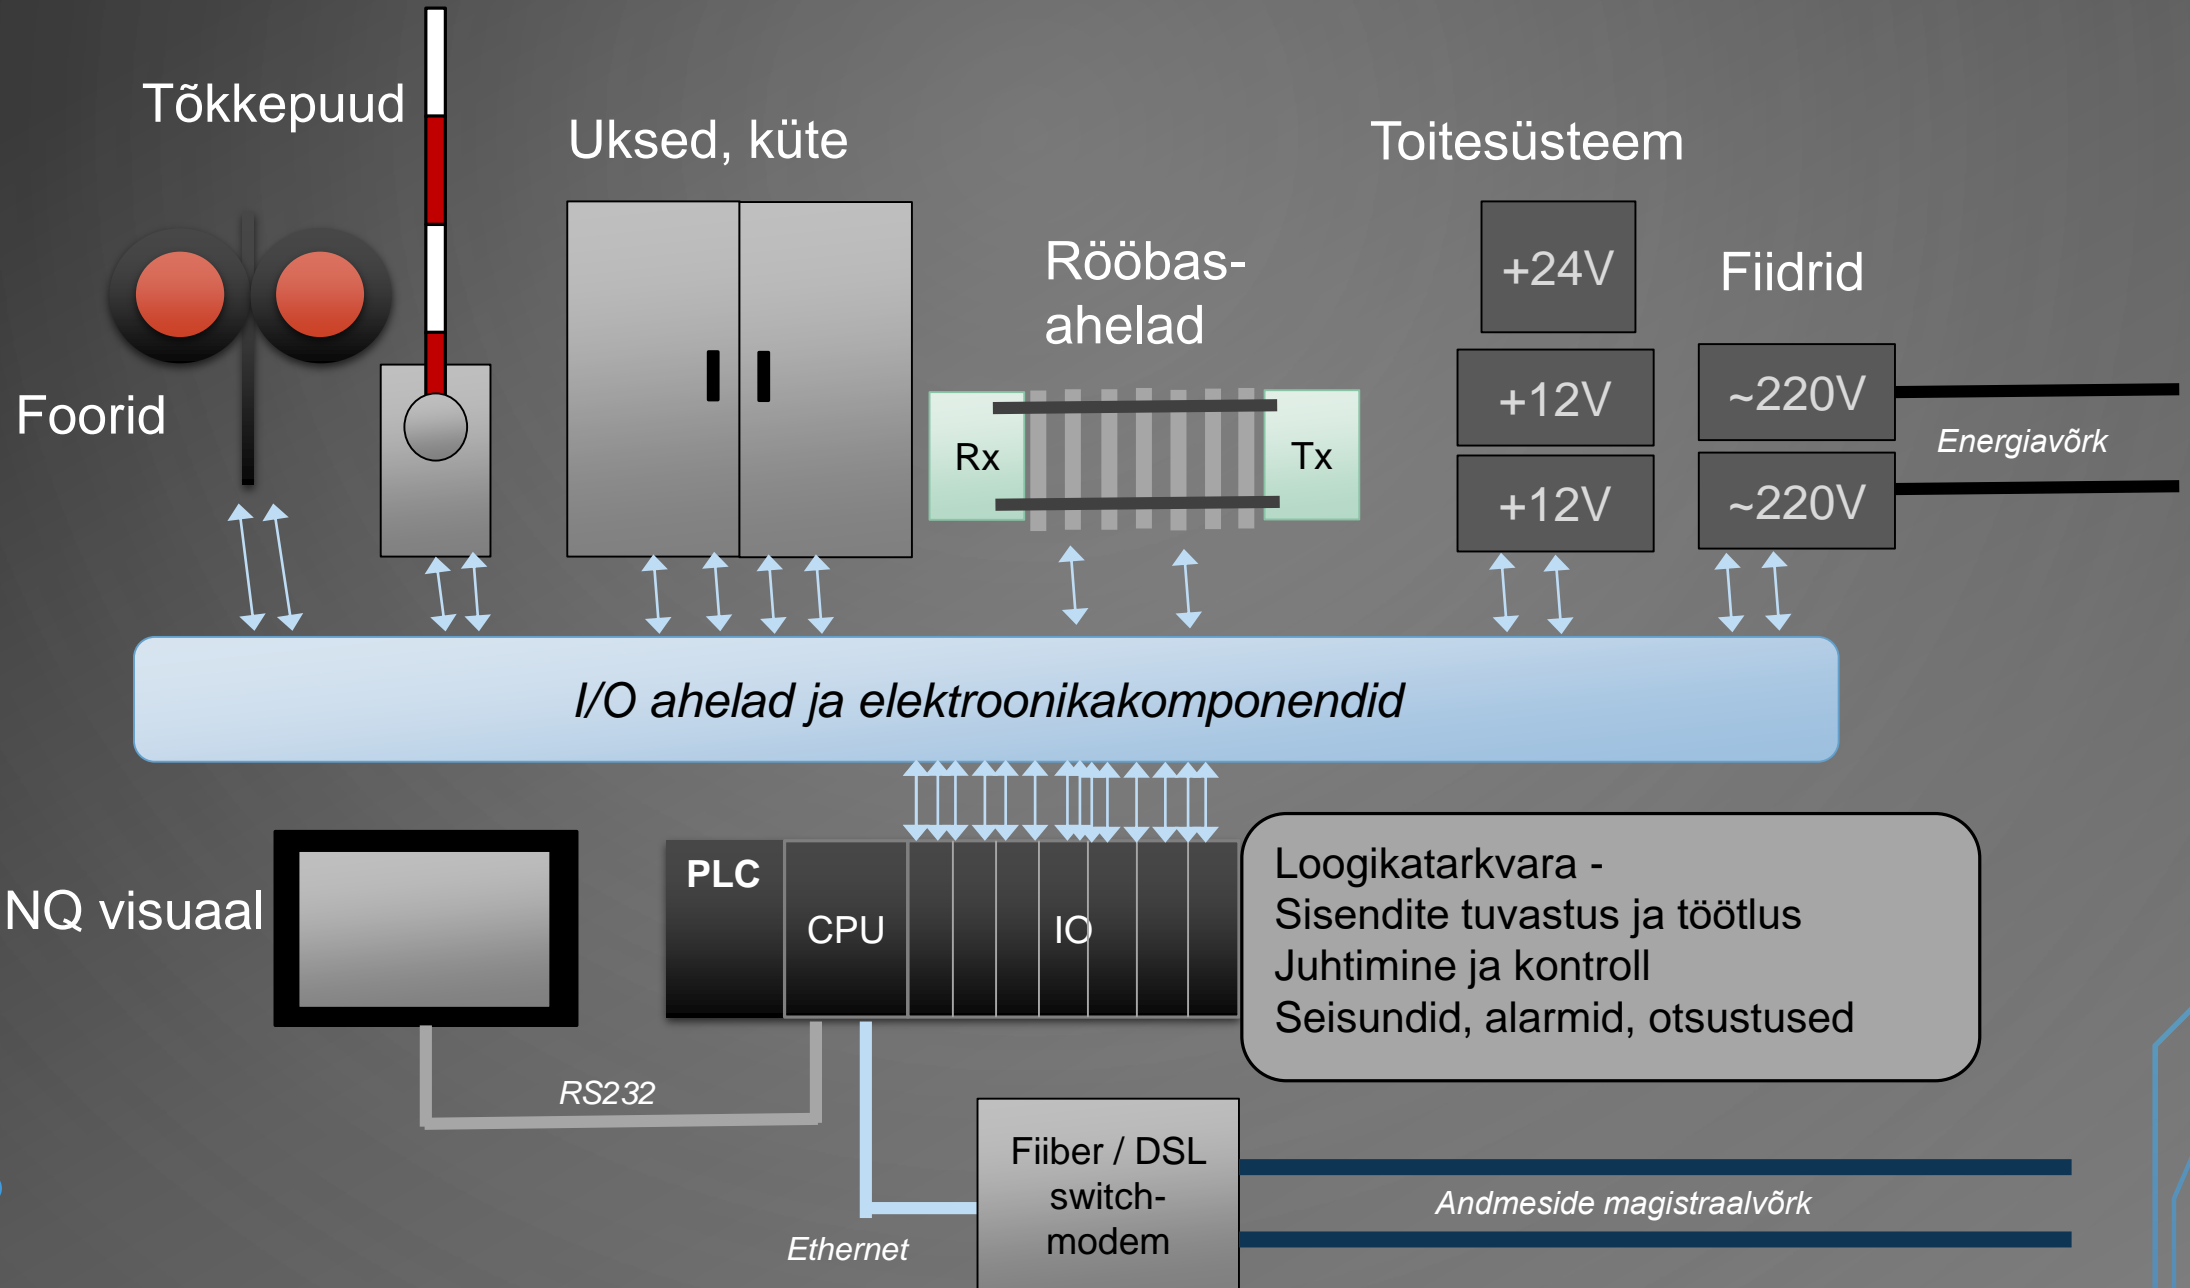 Tõkkepuud
Uksed, küte
Toitesüsteem
Foorid
Rööbas-
ahelad
Rx
Tx
+24V
+12V
+12V
Fiidrid
~220V
~220V
Energiavõrk
I/O ahelad ja elektroonikakomponendid
NQ visuaal
PLC
CPU
IO
Loogikatarkvara -
Sisendite tuvastus ja töötlus
Juhtimine ja kontroll
Seisundid, alarmid, otsustused
RS232
Ethernet
Fiiber / DSL
switch-
modem
Andmeside magistraalvõrk